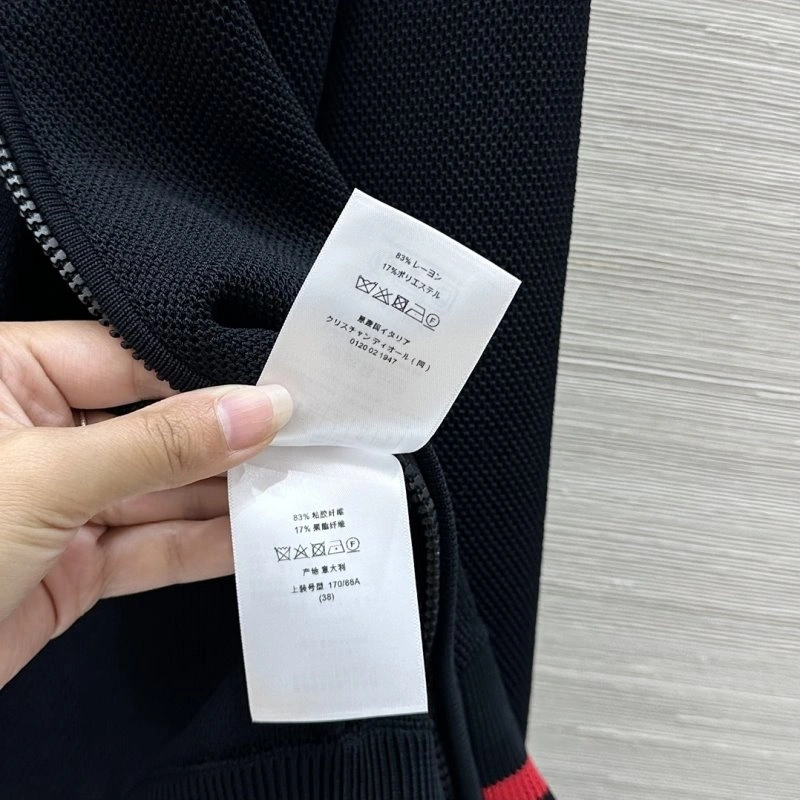 83% レーヨン
17%ポリエステル
F
原産国イタリア
クリスチャン ディオール ( 同 )
0120 02 1947
83% 粘胶纤维
17% 聚酯纤维
F
产地 意大利
上装号型 170/88A
(38)